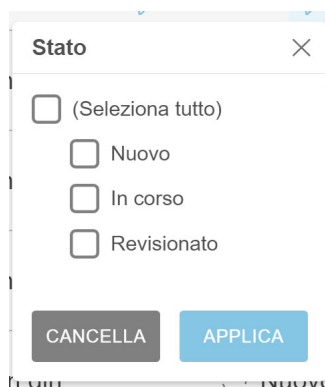 Stato
(Seleziona tutto)
Nuovo
In corso
Revisionato
CANCELLA APPLICA